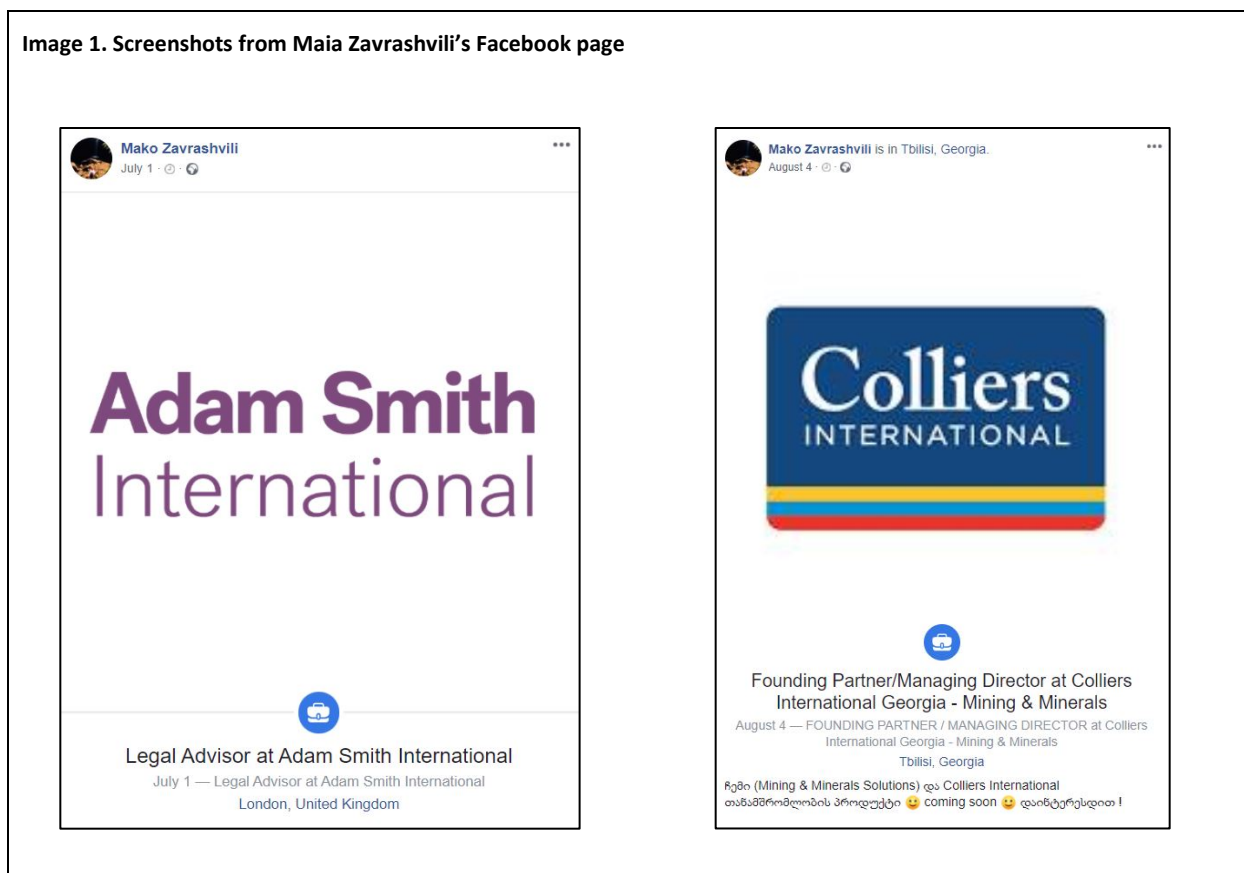 Image 1. Screenshots from Maia Zavrashvili's Facebook page
Mako Zavrashvili
July 1
Adam Smith
International
Legal Advisor at Adam Smith International
July 1 — Legal Advisor at Adam Smith International
London, United Kingdom
Mako Zavrashvili is in Tbilisi, Georgia.
August 4
Colliers
INTERNATIONAL
Founding Partner/Managing Director at Colliers
International Georgia - Mining & Minerals
August 4 — FOUNDING PARTNER / MANAGING DIRECTOR at Colliers
International Georgia - Mining & Minerals
Tbilisi, Georgia
ჩემი (Mining & Minerals Solutions) და Colliers International
თანამშრომლობის პროდუქტი 😀 coming soon 😀 დაინტერესდით !